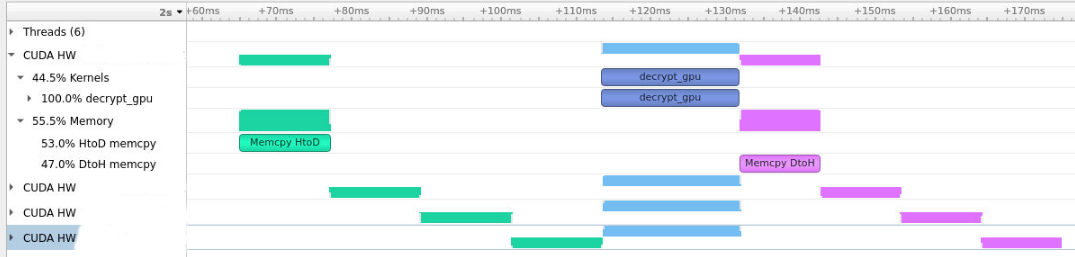 2s +60ms +70ms +80ms +90ms +100ms +110ms +120ms +130ms +140ms +150ms +160ms +170ms
Threads (6)
CUDA HW
44.5% Kernels decrypt_gpu
100.0% decrypt_gpu decrypt_gpu
55.5% Memory
53.0% HtoD memcpy Memcpy HtoD
47.0% DtoH memcpy Memcpy DtoH
CUDA HW
CUDA HW
CUDA HW